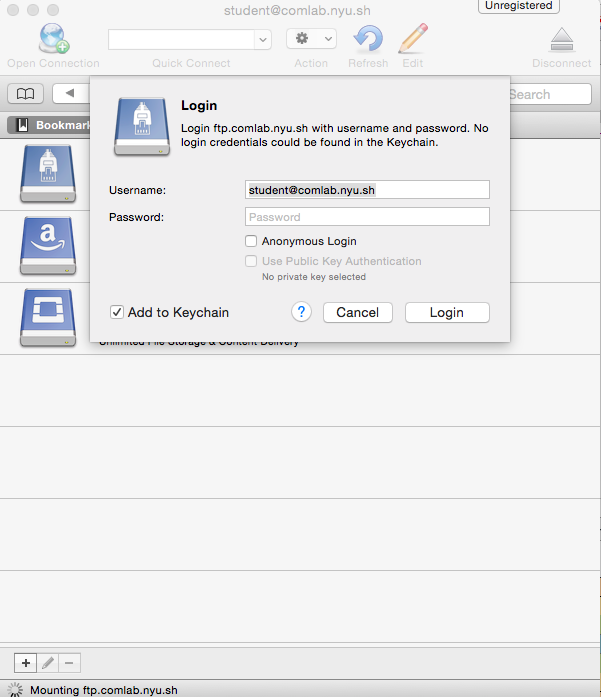 student@comlab.nyu.sh
Unregistered
Open Connection
Quick Connect
Action
Refresh
Edit
Disconnect
Search
Bookmar
Login
Login ftp.comlab.nyu.sh with username and password. No
login credentials could be found in the Keychain.
Username:
student@comlab.nyu.sh
Password:
Password
Anonymous Login
Use Public Key Authentication
No private key selected
Add to Keychain
?
Cancel
Login
Unlimited File Storage & Content Delivery
Mounting ftp.comlab.nyu.sh